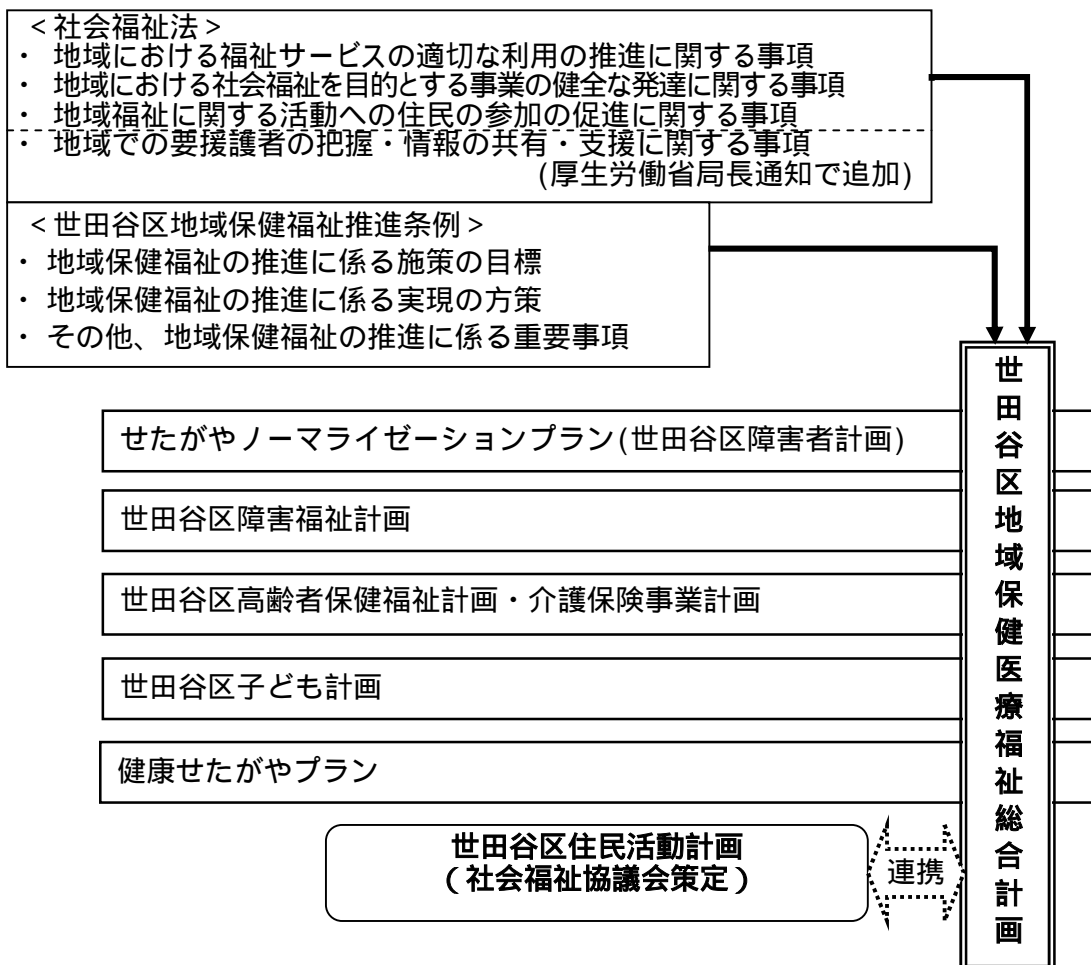 ＜社会福祉法＞
・ 地域における福祉サービスの適切な利用の推進に関する事項
・ 地域における社会福祉を目的とする事業の健全な発達に関する事項
・ 地域福祉に関する活動への住民の参加の促進に関する事項
・ 地域での要援護者の把握・情報の共有・支援に関する事項
(厚生労働省局長通知で追加)
＜世田谷区地域保健福祉推進条例＞
・ 地域保健福祉の推進に係る施策の目標
・ 地域保健福祉の推進に係る実現の方策
・ その他、地域保健福祉の推進に係る重要事項
世田谷区地域保健医療福祉総合計画
せたがやノーマライゼーションプラン(世田谷区障害者計画)
世田谷区障害福祉計画
世田谷区高齢者保健福祉計画・介護保険事業計画
世田谷区子ども計画
健康せたがやプラン
世田谷区住民活動計画
（社会福祉協議会策定）
連携